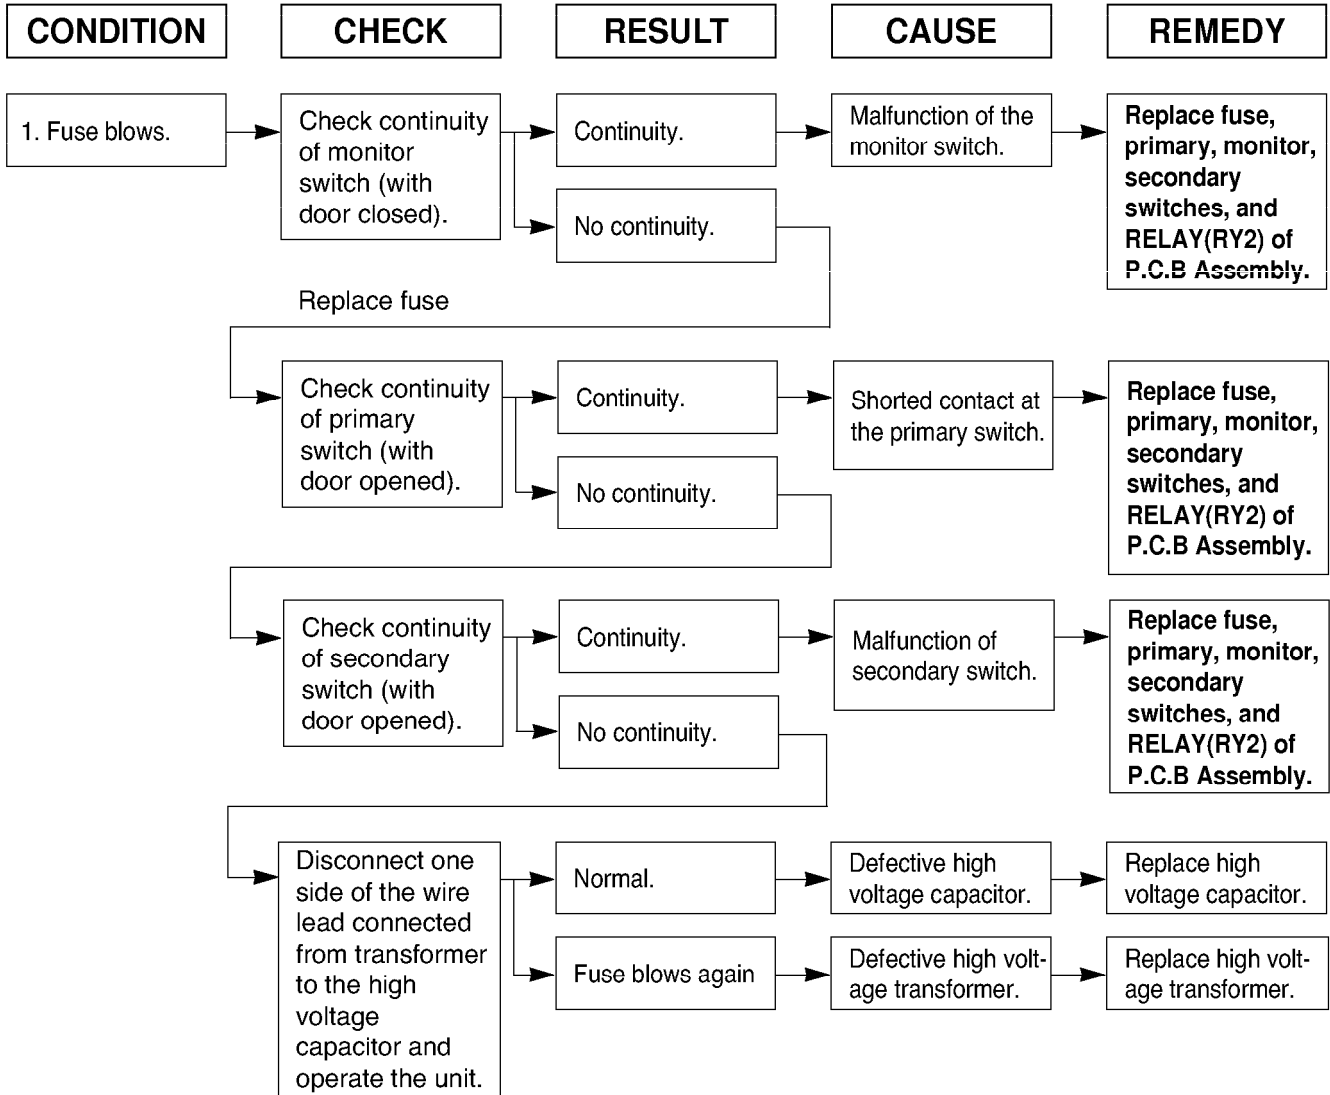 CONDITION
CHECK
RESULT
CAUSE
REMEDY
1. Fuse blows.
Check continuity
of monitor
switch (with
door closed).
Continuity.
Malfunction of the
monitor switch.
Replace fuse,
primary, monitor,
secondary
switches, and
RELAY(RY2) of
P.C.B Assembly.
No continuity.
Replace fuse
Check continuity
of primary
switch (with
door opened).
Continuity.
Shorted contact at
the primary switch.
Replace fuse,
primary, monitor,
secondary
switches, and
RELAY(RY2) of
P.C.B Assembly.
No continuity.
Check continuity
of secondary
switch (with
door opened).
Continuity.
Malfunction of
secondary switch.
Replace fuse,
primary, monitor,
secondary
switches, and
RELAY(RY2) of
P.C.B Assembly.
No continuity.
Disconnect one
side of the wire
lead connected
from transformer
to the high
voltage
capacitor and
operate the unit.
Normal.
Defective high
voltage capacitor.
Replace high
voltage capacitor.
Fuse blows again
Defective high volt-
age transformer.
Replace high volt-
age transformer.